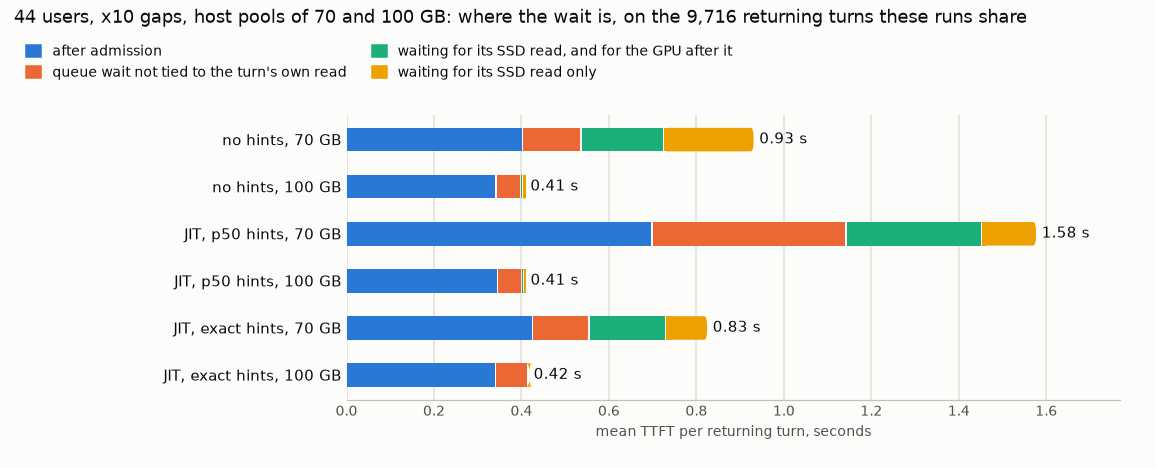 44 users, x10 gaps, host pools of 70 and 100 GB: where the wait is, on the 9,716 returning turns these runs share
after admission
waiting for its SSD read, and for the GPU after it
queue wait not tied to the turn's own read
waiting for its SSD read only
no hints, 70 GB
0.93 s
no hints, 100 GB
0.41 s
JIT, p50 hints, 70 GB
1.58 s
JIT, p50 hints, 100 GB
0.41 s
JIT, exact hints, 70 GB
0.83 s
JIT, exact hints, 100 GB
0.42 s
0.0 0.2 0.4 0.6 0.8 1.0 1.2 1.4 1.6
mean TTFT per returning turn, seconds